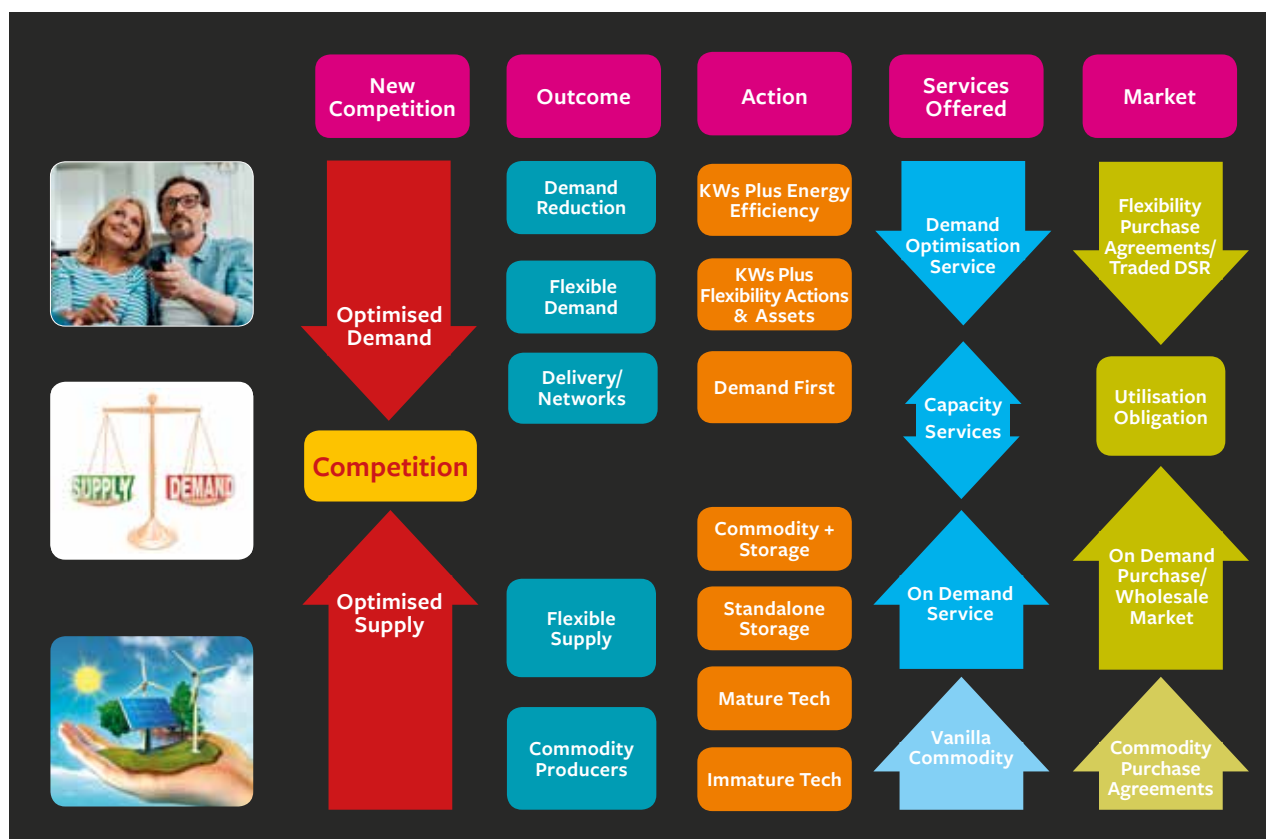 New
Competition
Outcome
Action
Services
Offered
Market
Optimised
Demand
Competition
Optimised
Supply
SUPPLY
DEMAND
Demand
Reduction
Flexible
Demand
Delivery/
Networks
Flexible
Supply
Commodity
Producers
KWs Plus Energy
Efficiency
KWs Plus
Flexibility Actions
& Assets
Demand First
Commodity +
Storage
Standalone
Storage
Mature Tech
Immature Tech
Demand
Optimisation
Service
Capacity
Services
On Demand
Service
Vanilla
Commodity
Flexibility
Purchase
Agreements/
Traded DSR
Utilisation
Obligation
On Demand
Purchase/
Wholesale
Market
Commodity
Purchase
Agreements